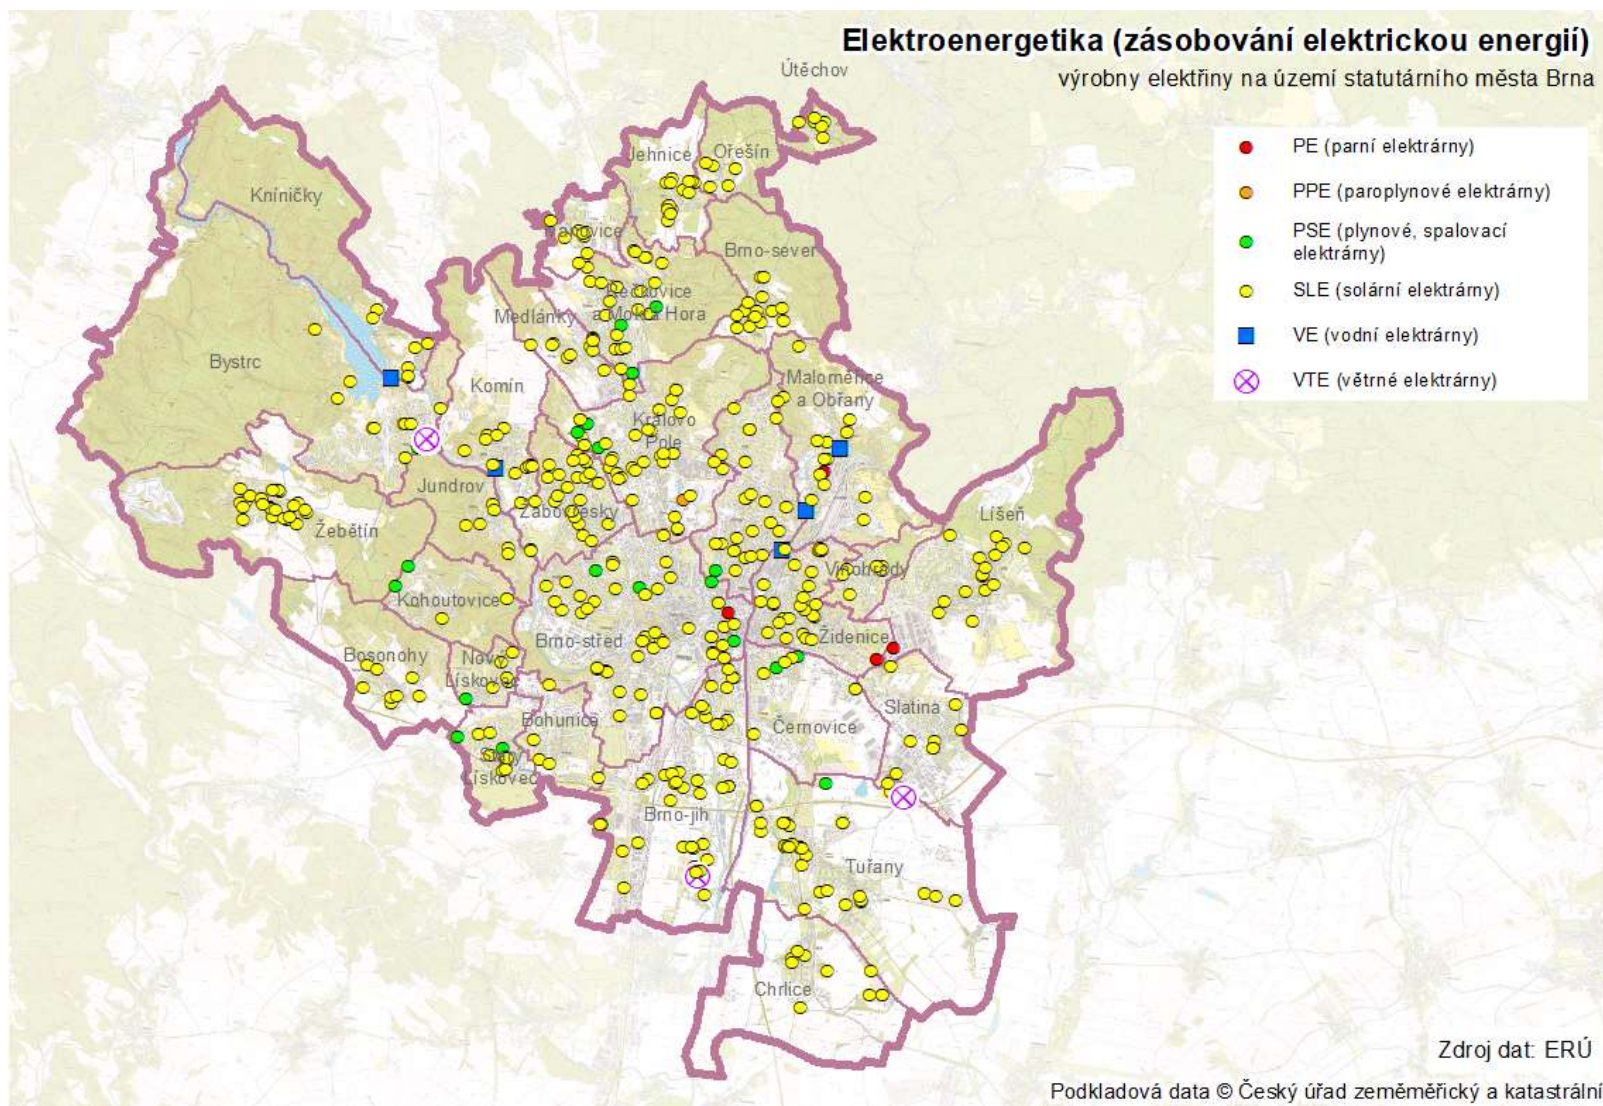 Elektroenergetika (zásobování elektrickou energií)
výrobny elektřiny na území statutárního města Brna
Útěchov
PE (parní elektrárny)
PPE (paroplynové elektrárny)
PSE (plynové, spalovací
elektrárny)
SLE (solární elektrárny)
VE (vodní elektrárny)
VTE (větrné elektrárny)
Jehnice
Ořešín
Kníničky
Ivanovice
Brno-sever
Řečkovice
a Mokrá Hora
Medlánky
Bystrc
Komín
Maloměřice
a Obřany
Královo
Pole
Jundrov
Žabovřesky
Žebětín
Líšeň
Vinohrady
Kohoutovice
Brno-střed
Židenice
Bosonohy
Nový
Lískovec
Slatina
Bohunice
Černovice
Starý
Lískovec
Brno-jih
Tuřany
Chrlice
Zdroj dat: ERÚ
Podkladová data © Český úřad zeměměřický a katastrální